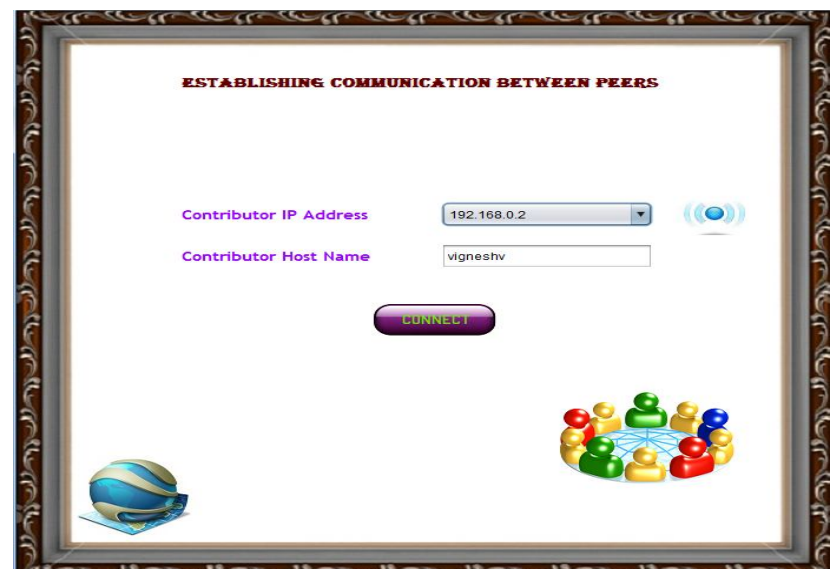 ESTABLISHING COMMUNICATION BETWEEN PEERS
Contributor IP Address 192.168.0.2
Contributor Host Name vigneshv
CONNECT